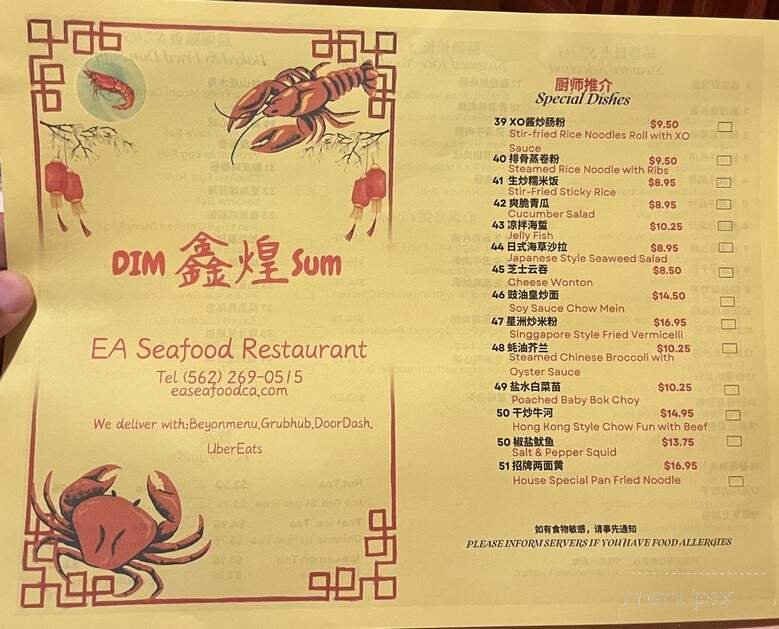 DIM 鑫煌 Sum
EA Seafood Restaurant
Tel (562) 269-0515
easeafoodca.com
We deliver with:Beyonmenu.Grubhub.DoorDash.
UberEats
厨师推介
Special Dishes
39 XO酱炒肠粉 $9.50
Stir-fried Rice Noodles Roll with XO
Sauce
40 排骨蒸卷粉 $9.50
Steamed Rice Noodle with Ribs
41 生炒糯米饭 $8.95
Stir-Fried Sticky Rice
42 爽脆青瓜 $8.95
Cucumber Salad
43 凉拌海蜇 $10.25
Jelly Fish
44 日式海草沙拉 $8.95
Japanese Style Seaweed Salad
45 芝士云吞 $8.50
Cheese Wonton
46 豉油皇炒面 $14.50
Soy Sauce Chow Mein
47 星洲炒米粉 $16.95
SInggapore Style Fried Vermicelli
48 蚝油芥兰 $10.25
Steamed Chinese Broccoli with
Oyster Sauce
49 盐水白菜苗 $10.25
Poached Baby Bok Choy
50 干炒牛河 $14.95
Hong Kong Style Chow Fun with Beef
50 椒盐鱿鱼 $13.75
Salt & Pepper Squid
51 招牌两面黄 $16.95
House Special Pan Fried Noodle
如有食物敏感，请事先通知
PLEASE INFORM SERVERS IF YOU HAVE FOOD ALLERGIES
menupix